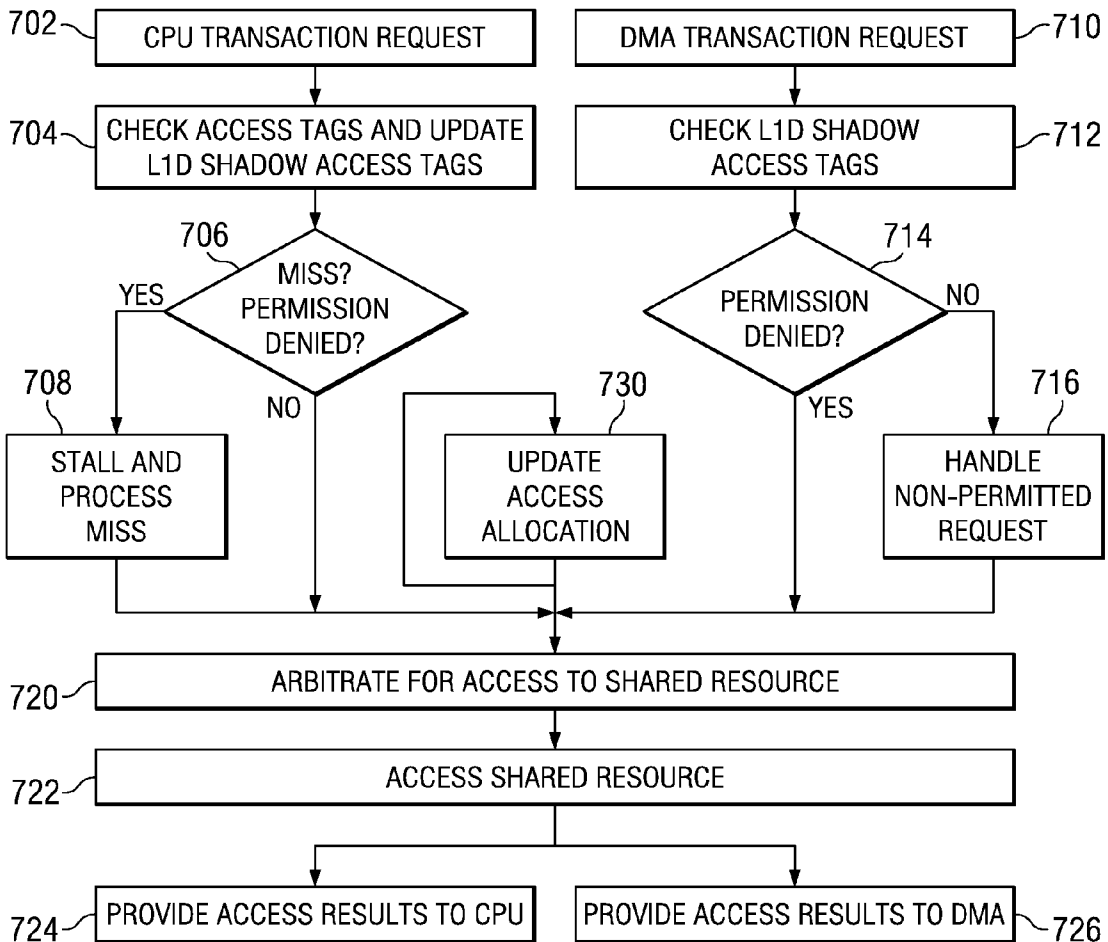 702
CPU TRANSACTION REQUEST
DMA TRANSACTION REQUEST
710
704
CHECK ACCESS TAGS AND UPDATE
L1D SHADOW ACCESS TAGS
CHECK L1D SHADOW
ACCESS TAGS
712
706
MISS?
PERMISSION
DENIED?
YES
NO
714
PERMISSION
DENIED?
NO
YES
708
STALL AND
PROCESS
MISS
730
UPDATE
ACCESS
ALLOCATION
716
HANDLE
NON-PERMITTED
REQUEST
720
ARBITRATE FOR ACCESS TO SHARED RESOURCE
722
ACCESS SHARED RESOURCE
724
PROVIDE ACCESS RESULTS TO CPU
PROVIDE ACCESS RESULTS TO DMA
726